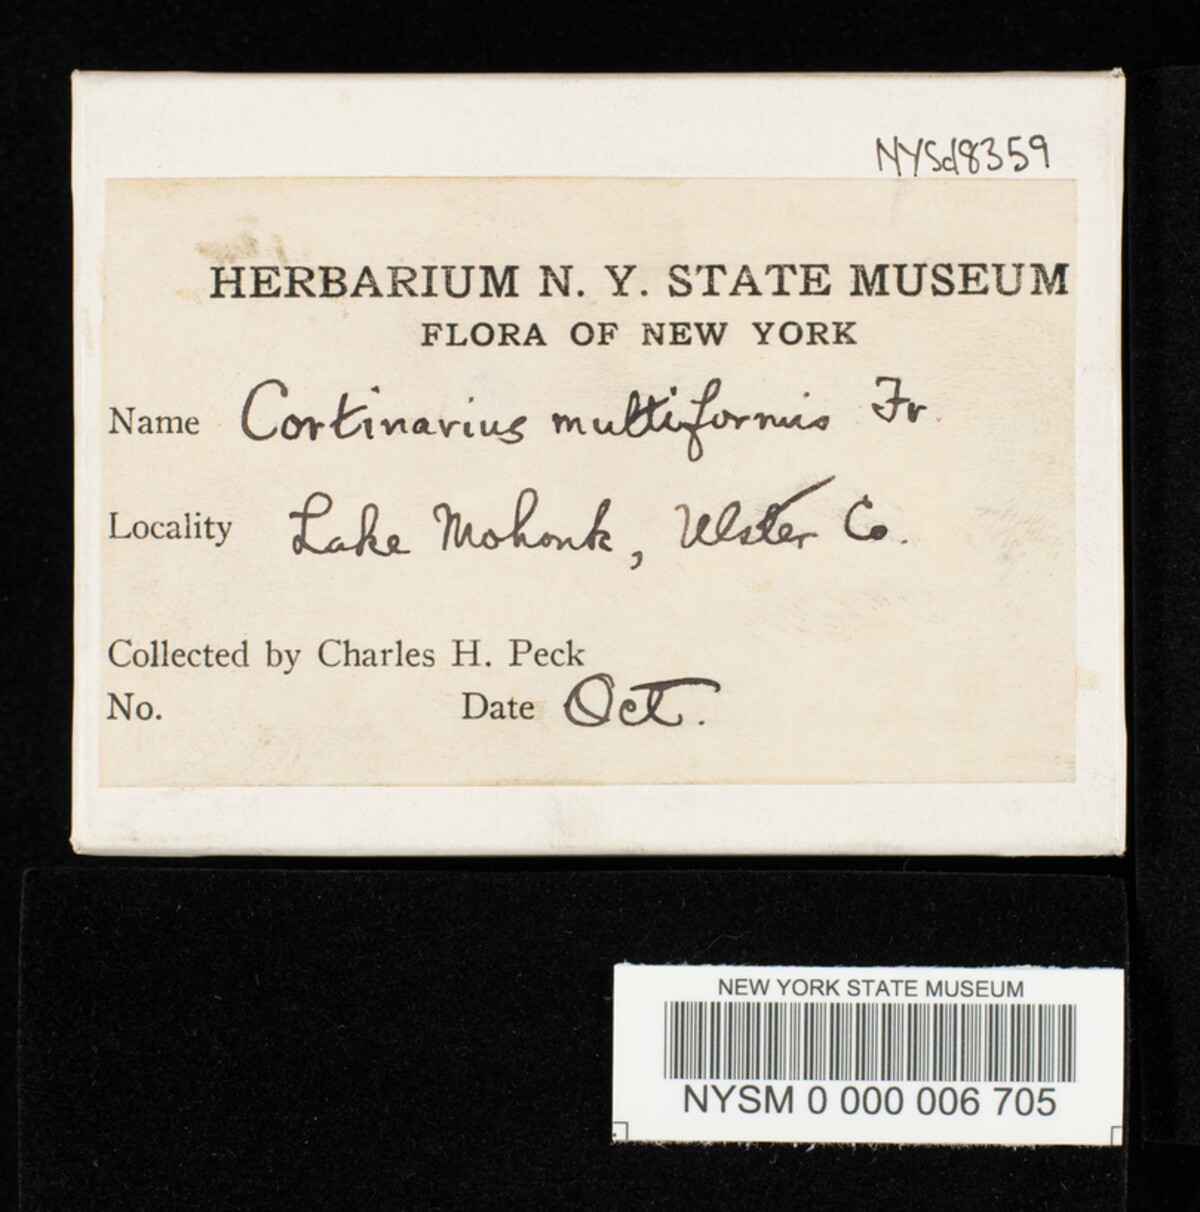 NYSd8359
HERBARIUM N. Y. STATE MUSEUM
FLORA OF NEW YORK
Name Cortinarius multiformis Fr.
Locality Lake Mohonk, Ulster Co.
Collected by Charles H. Peck
No. Date Oct.
NEW YORK STATE MUSEUM
NYSM 0 000 006 705